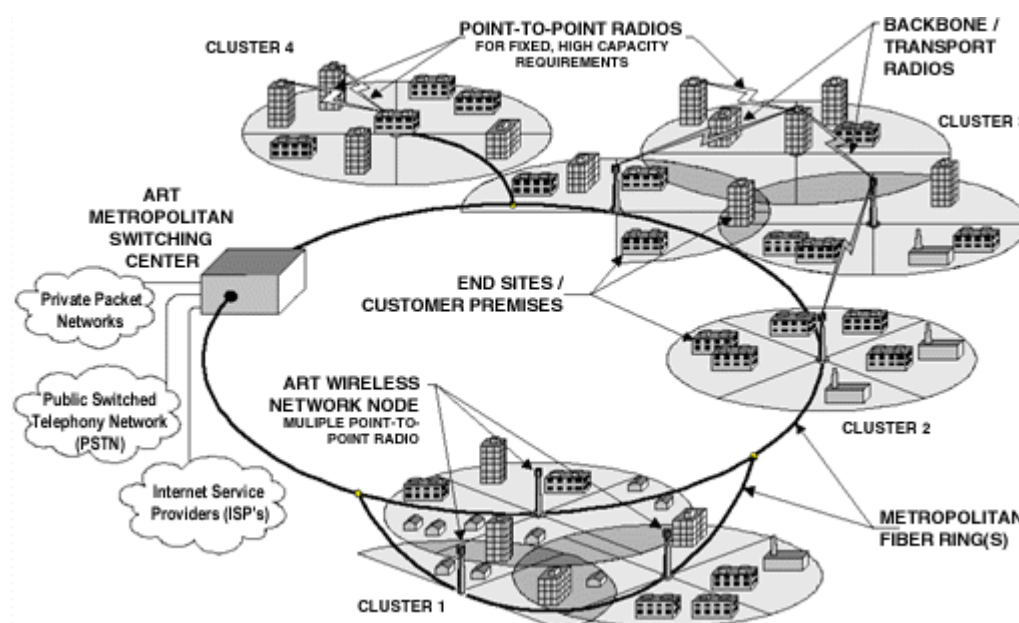 CLUSTER 4
POINT-TO-POINT RADIOS
FOR FIXED, HIGH CAPACITY
REQUIREMENTS
BACKBONE /
TRANSPORT
RADIOS
CLUSTER 3
ART
METROPOLITAN
SWITCHING
CENTER
Private Packet
Networks
END SITES /
CUSTOMER PREMISES
Public Switched
Telephony Network
(PSTN)
ART WIRELESS
NETWORK NODE
MULIPLE POINT-TO-
POINT RADIO
CLUSTER 2
Internet Service
Providers (ISP's)
METROPOLITAN
FIBER RING(S)
CLUSTER 1